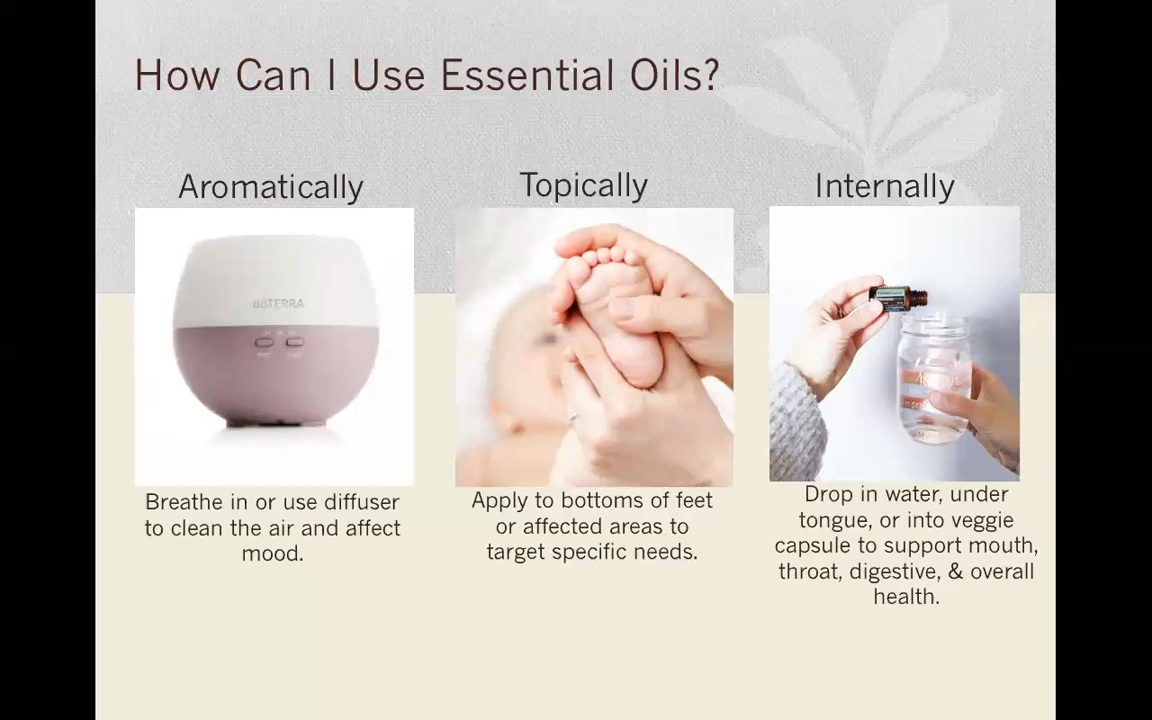 How Can I Use Essential Oils?
Aromatically
Topically
Internally
dōTERRA
Breathe in or use diffuser
to clean the air and affect
mood.
Apply to bottoms of feet
or affected areas to
target specific needs.
Drop in water, under
tongue, or into veggie
capsule to support mouth,
throat, digestive, & overall
health.